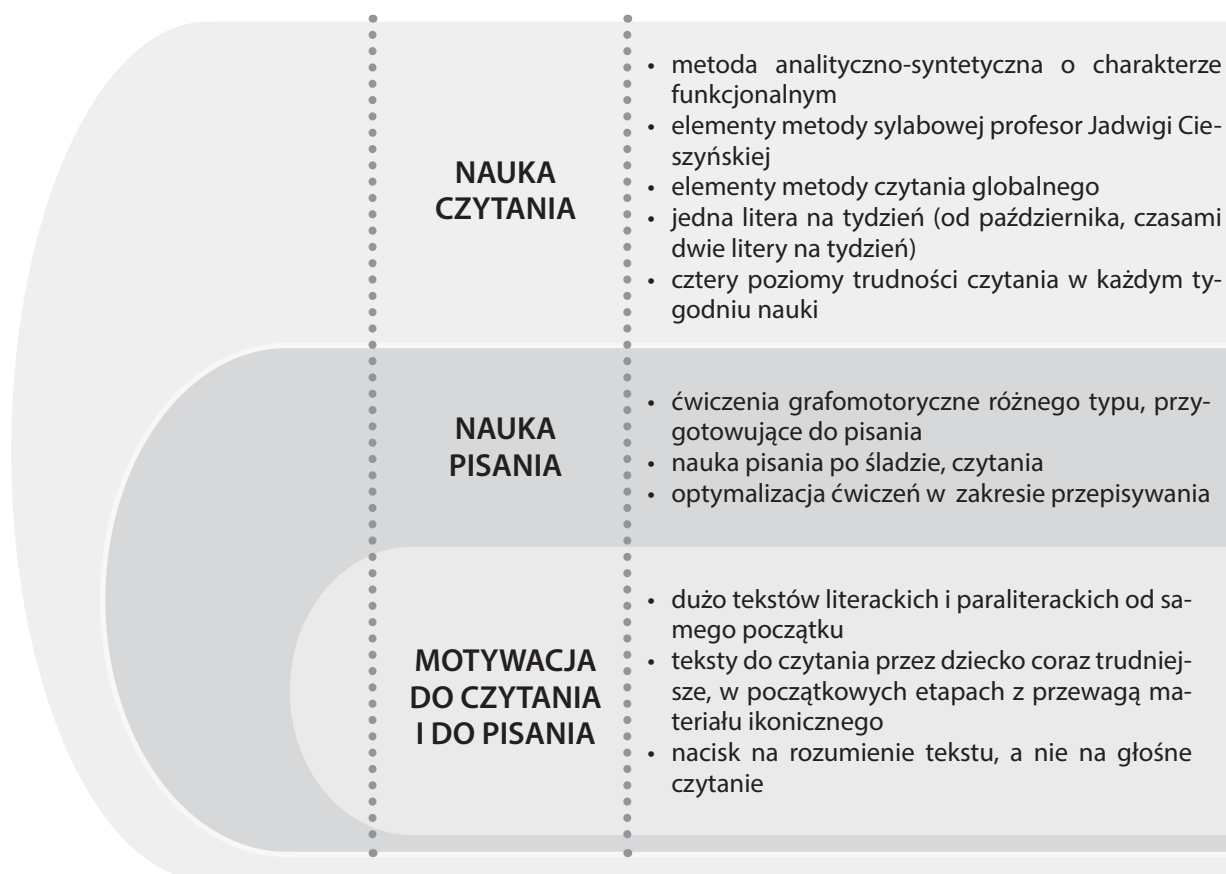 NAUKA
CZYTANIA
• metoda analityczno-syntetyczna o charakterze
funkcjonalnym
• elementy metody sylabowej profesor Jadwigi Cie-
szyńskiej
• elementy metody czytania globalnego
• jedna litera na tydzień (od października, czasami
dwie litery na tydzień)
• cztery poziomy trudności czytania w każdym ty-
godniu nauki
NAUKA
PISANIA
• ćwiczenia grafomotoryczne różnego typu, przy-
gotowujące do pisania
• nauka pisania po śladzie, czytania
• optymalizacja ćwiczeń w zakresie przepisywania
MOTYWACJA
DO CZYTANIA
I DO PISANIA
• dużo tekstów literackich i paraliterackich od sa-
mego początku
• teksty do czytania przez dziecko coraz trudniej-
sze, w początkowych etapach z przewagą ma-
teriału ikonicznego
• nacisk na rozumienie tekstu, a nie na głośne
czytanie